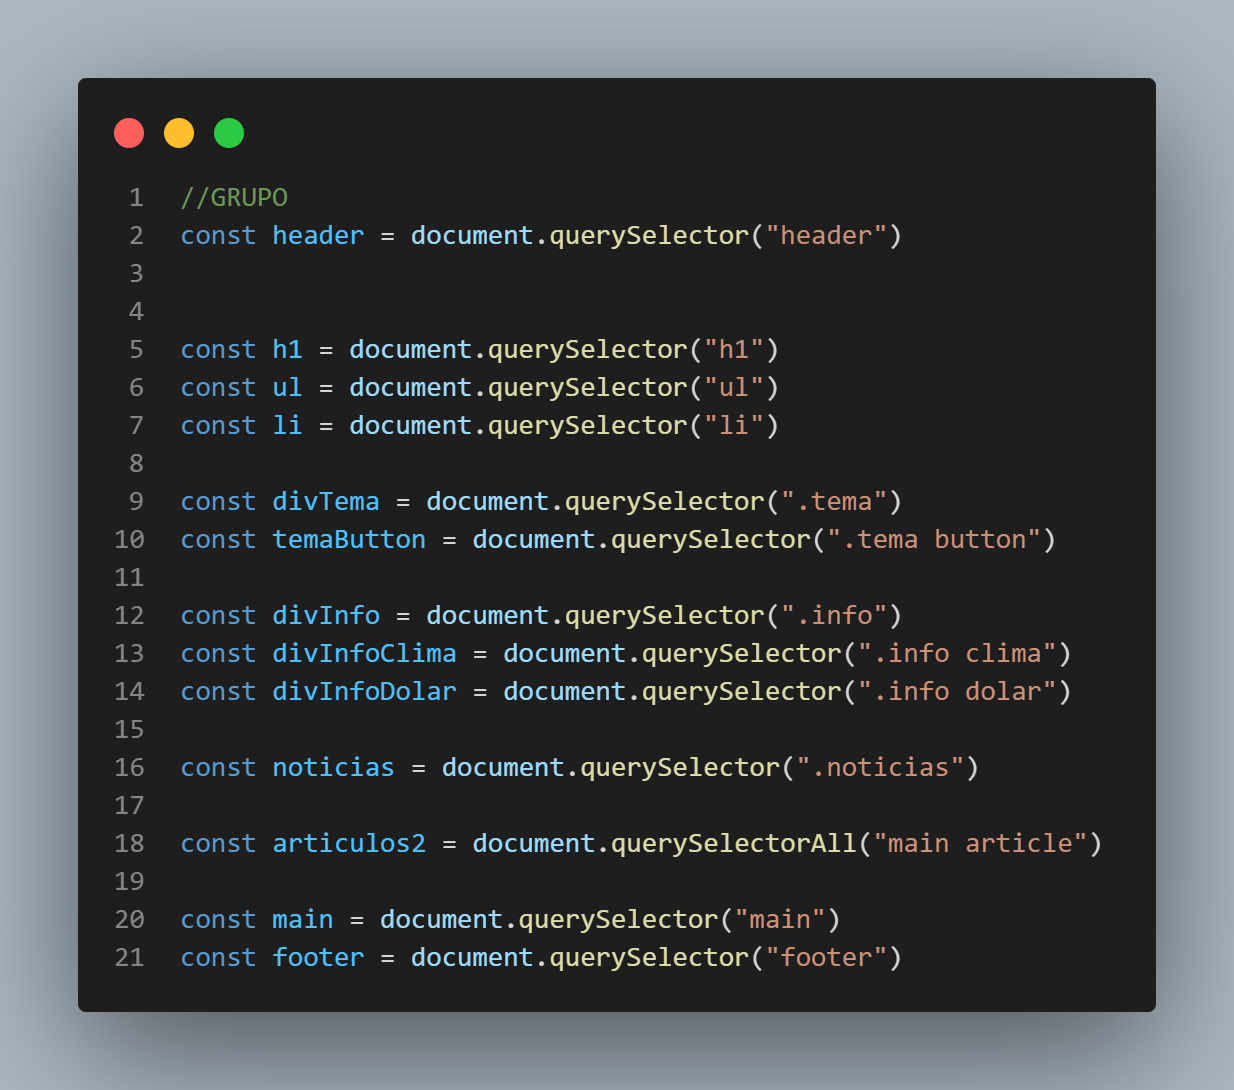 1 //GRUPO
2 const header = document.querySelector("header")
3
4
5 const h1 = document.querySelector("h1")
6 const ul = document.querySelector("ul")
7 const li = document.querySelector("li")
8
9 const divTema = document.querySelector(".tema")
10 const temaButton = document.querySelector(".tema button")
11
12 const divInfo = document.querySelector(".info")
13 const divInfoClima = document.querySelector(".info clima")
14 const divInfoDolar = document.querySelector(".info dolar")
15
16 const noticias = document.querySelector(".noticias")
17
18 const articulos2 = document.querySelectorAll("main article")
19
20 const main = document.querySelector("main")
21 const footer = document.querySelector("footer")